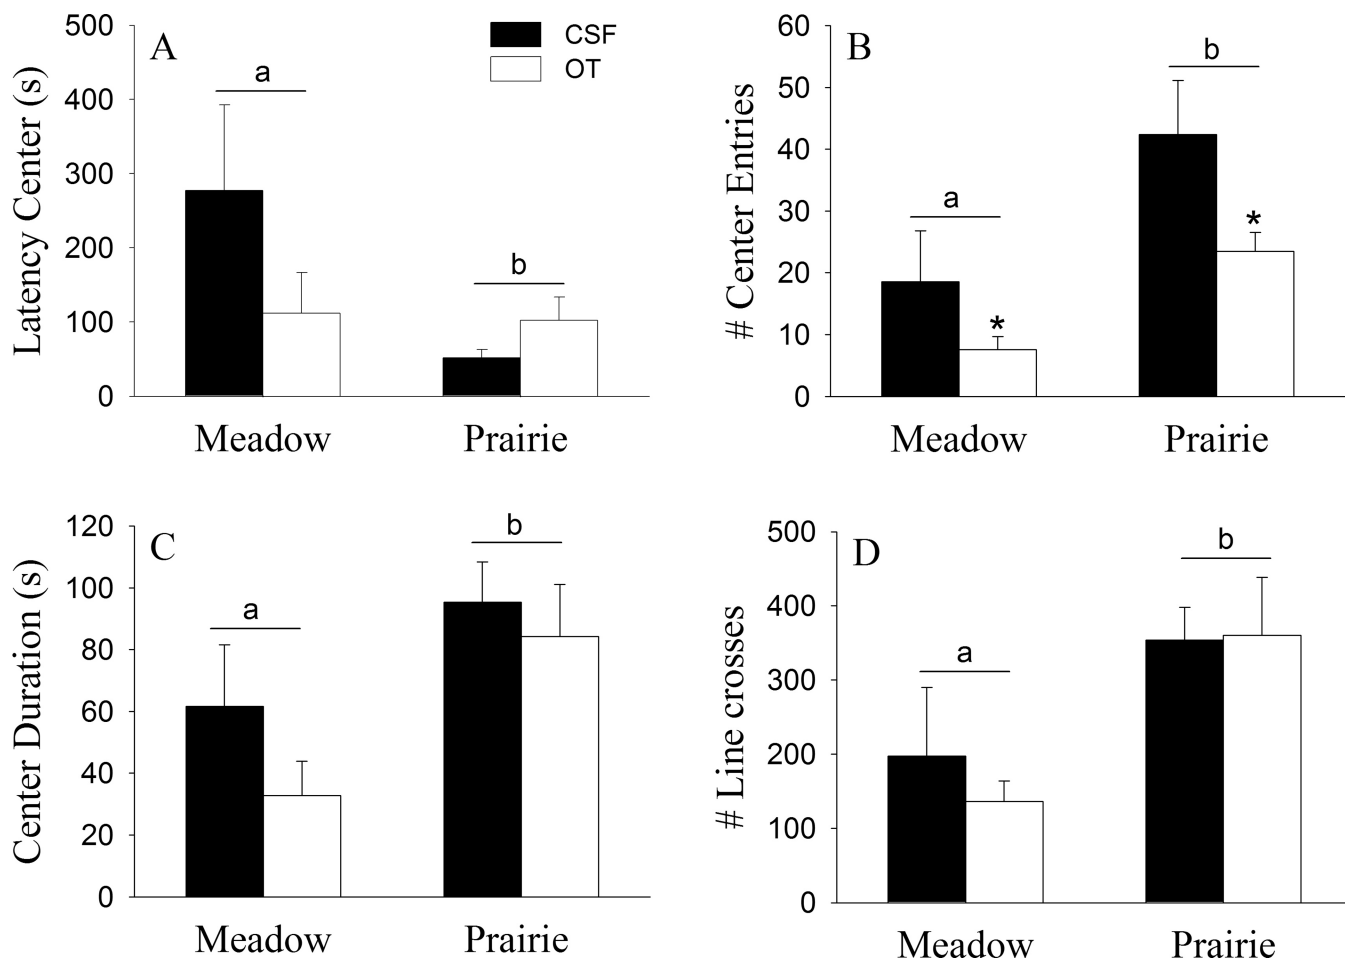 A
CSF
OT
Latency Center (s)
500
400
300
200
100
0
a
b
Meadow Prairie
B
# Center Entries
60
50
40
30
20
10
0
a
*
b
*
Meadow Prairie
C
Center Duration (s)
120
100
80
60
40
20
0
a
b
Meadow Prairie
D
# Line crosses
500
400
300
200
100
0
a
b
Meadow Prairie